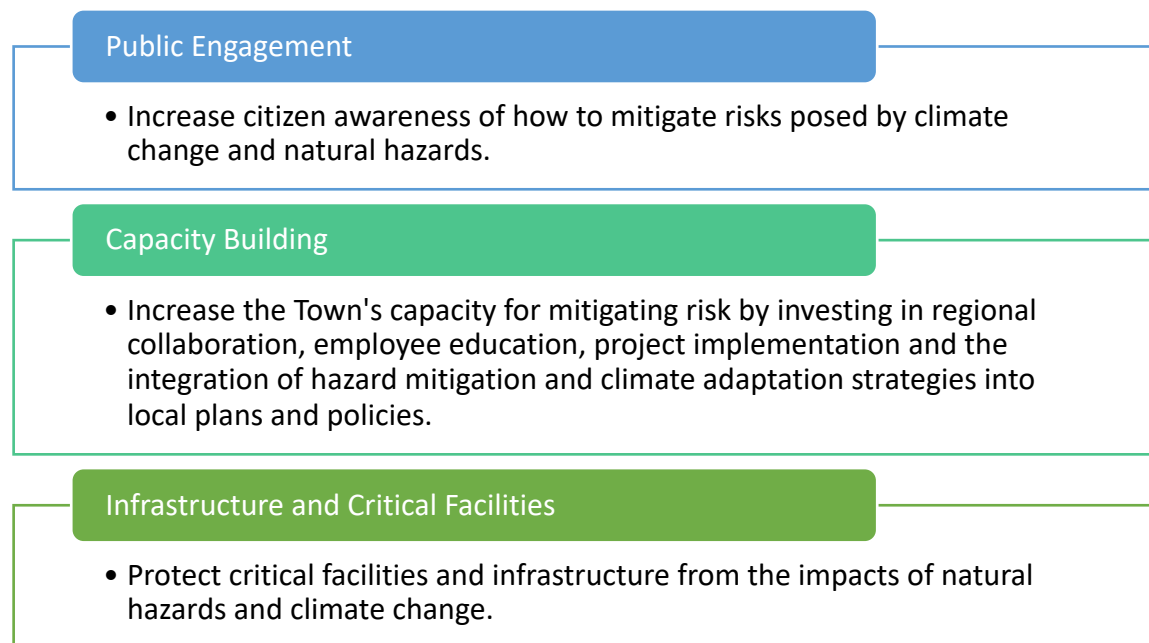 Public Engagement
• Increase citizen awareness of how to mitigate risks posed by climate
change and natural hazards.
Capacity Building
• Increase the Town's capacity for mitigating risk by investing in regional
collaboration, employee education, project implementation and the
integration of hazard mitigation and climate adaptation strategies into
local plans and policies.
Infrastructure and Critical Facilities
• Protect critical facilities and infrastructure from the impacts of natural
hazards and climate change.